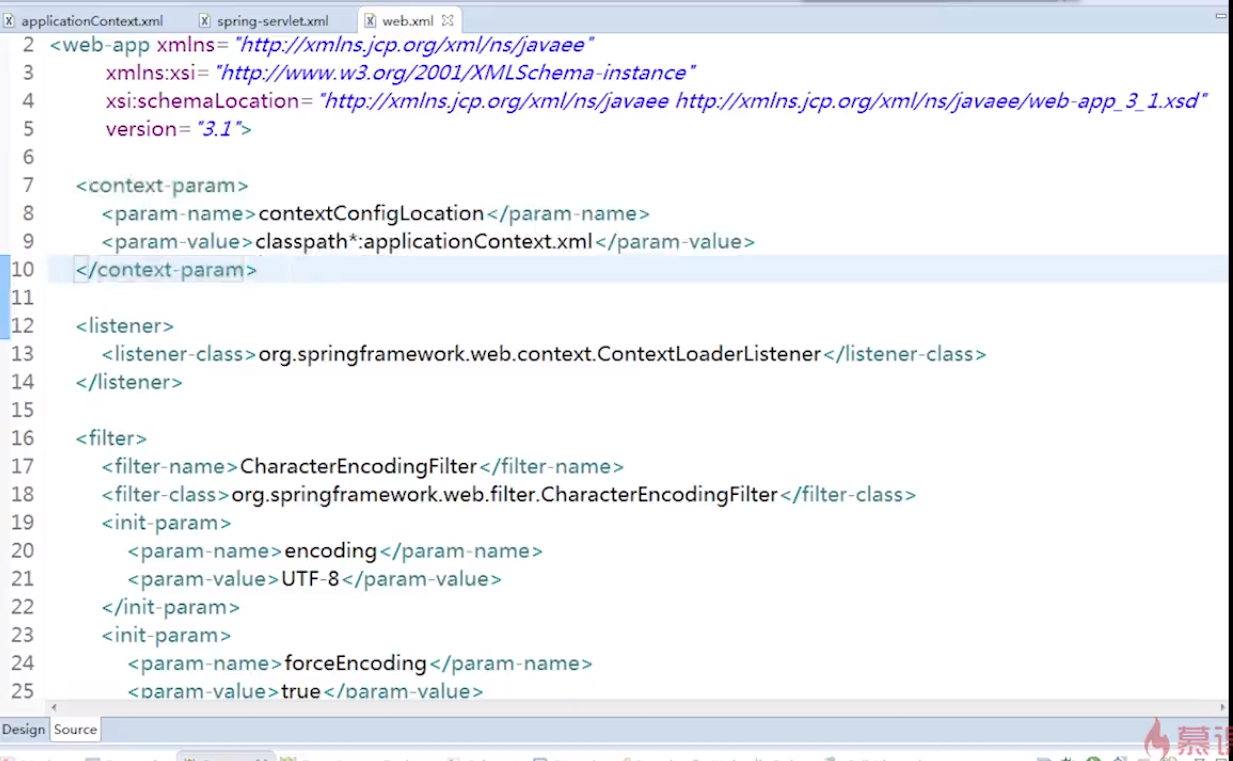 applicationContext.xml spring-servlet.xml web.xml
2 <web-app xmlns="http://xmlns.jcp.org/xml/ns/javaee"
3 xmlns:xsi="http://www.w3.org/2001/XMLSchema-instance"
4 xsi:schemaLocation="http://xmlns.jcp.org/xml/ns/javaee http://xmlns.jcp.org/xml/ns/javaee/web-app_3_1.xsd"
5 version="3.1">
6
7 <context-param>
8 <param-name>contextConfigLocation</param-name>
9 <param-value>classpath*:applicationContext.xml</param-value>
10 </context-param>
11
12 <listener>
13 <listener-class>org.springframework.web.context.ContextLoaderListener</listener-class>
14 </listener>
15
16 <filter>
17 <filter-name>CharacterEncodingFilter</filter-name>
18 <filter-class>org.springframework.web.filter.CharacterEncodingFilter</filter-class>
19 <init-param>
20 <param-name>encoding</param-name>
21 <param-value>UTF-8</param-value>
22 </init-param>
23 <init-param>
24 <param-name>forceEncoding</param-name>
25 <param-value>true</param-value>
Design Source
慕课